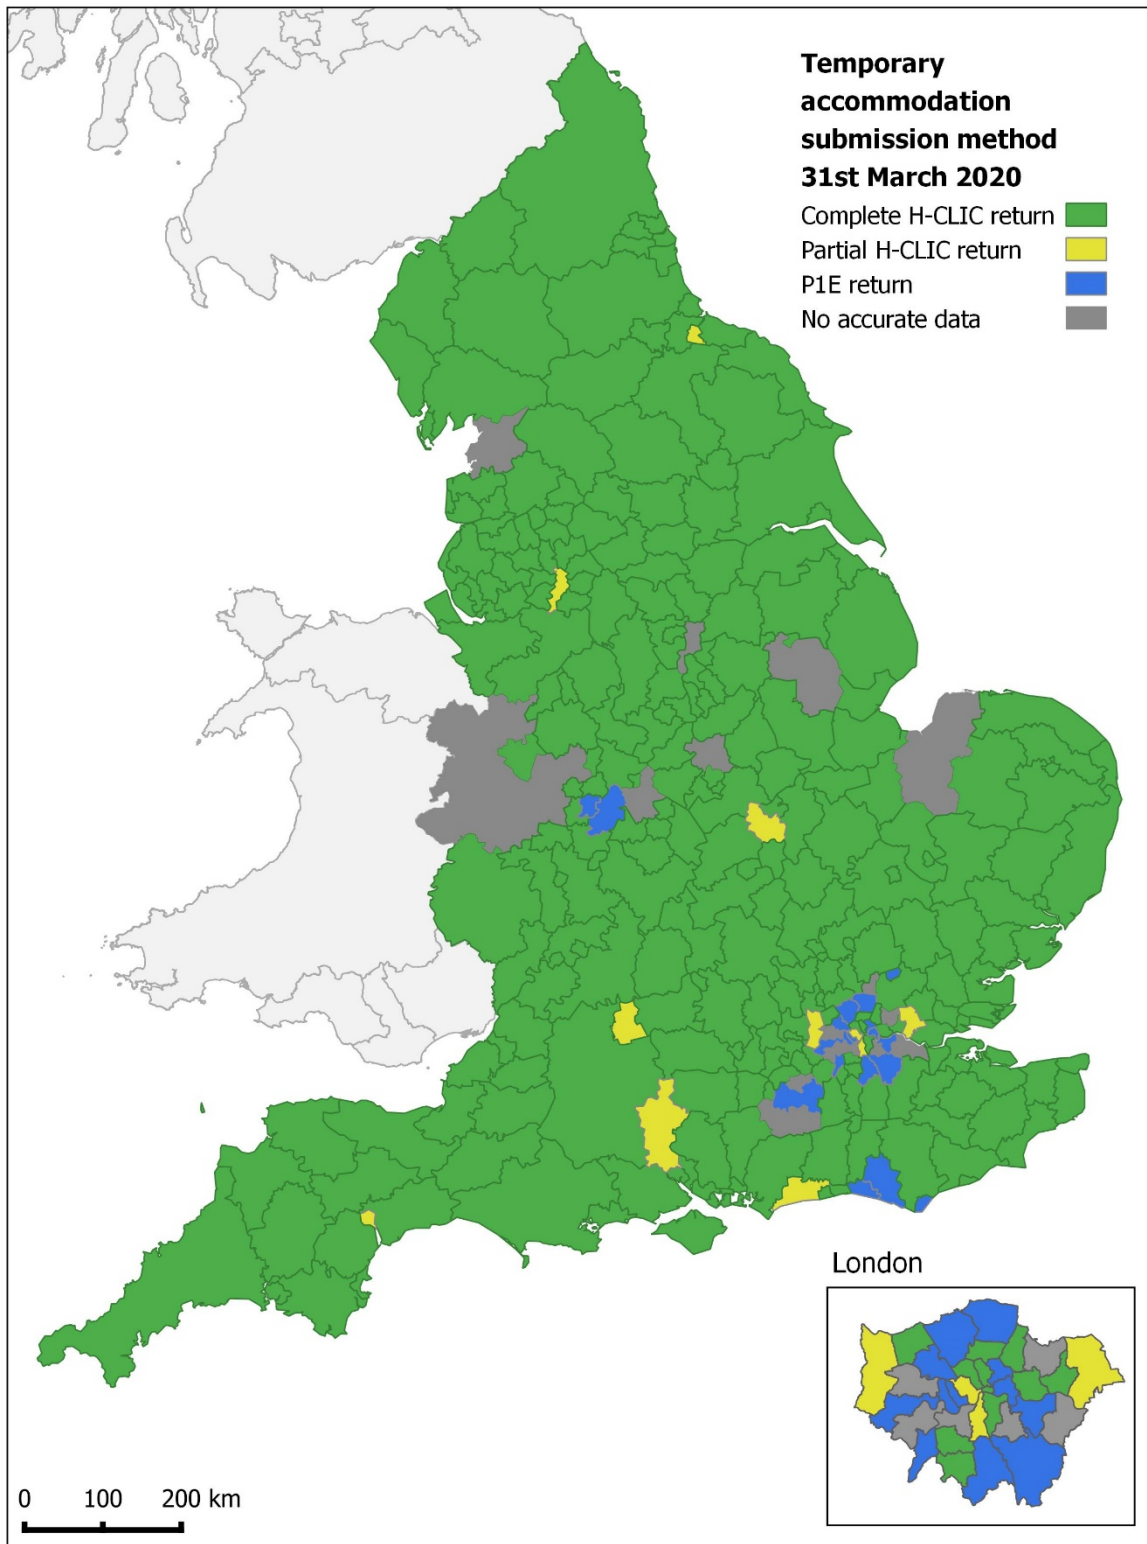 Temporary
accommodation
submission method
31st March 2020
Complete H-CLIC return
Partial H-CLIC return
P1E return
No accurate data
London
0 100 200 km